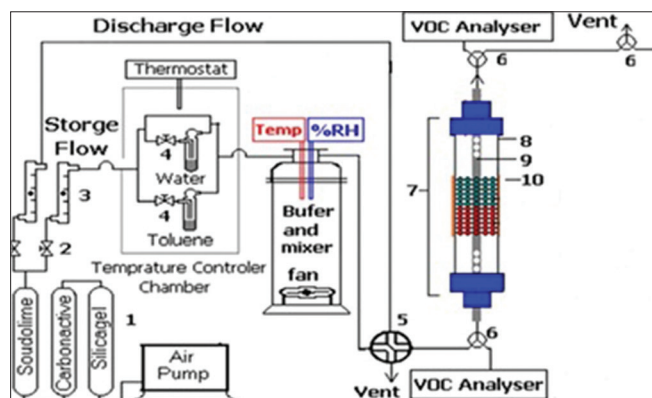 Discharge Flow
VOC Analyser
Vent
6
6
Thermostat
Storge
Flow
Temp
%RH
4
Water
4
Toluene
3
Bufer
and
mixer
fan
7
8
9
10
2
Temprature Controler
Chamber
Soudolime
Carbonactive
Silicagel
1
Air
Pump
5
6
Vent
VOC Analyser